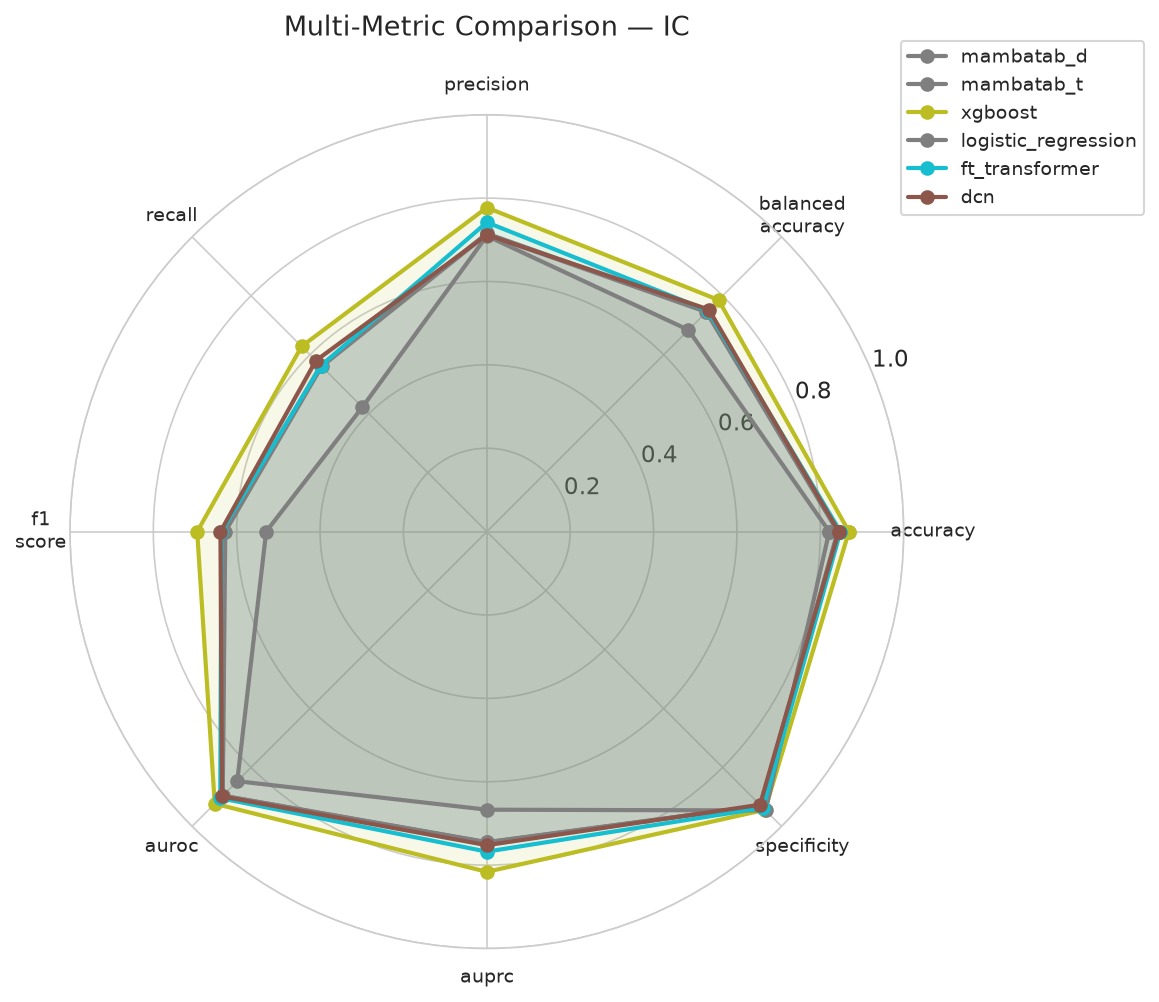 Multi-Metric Comparison — IC
mambatab_d
mambatab_t
xgboost
logistic_regression
ft_transformer
dcn
precision
recall
balanced
accuracy
1.0
0.8
0.6
0.4
0.2
f1
score
accuracy
auroc
specificity
auprc